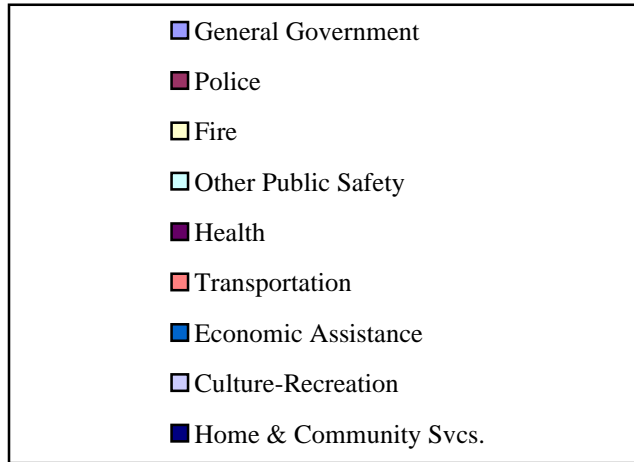 General Government
Police
Fire
Other Public Safety
Health
Transportation
Economic Assistance
Culture-Recreation
Home & Community Svcs.